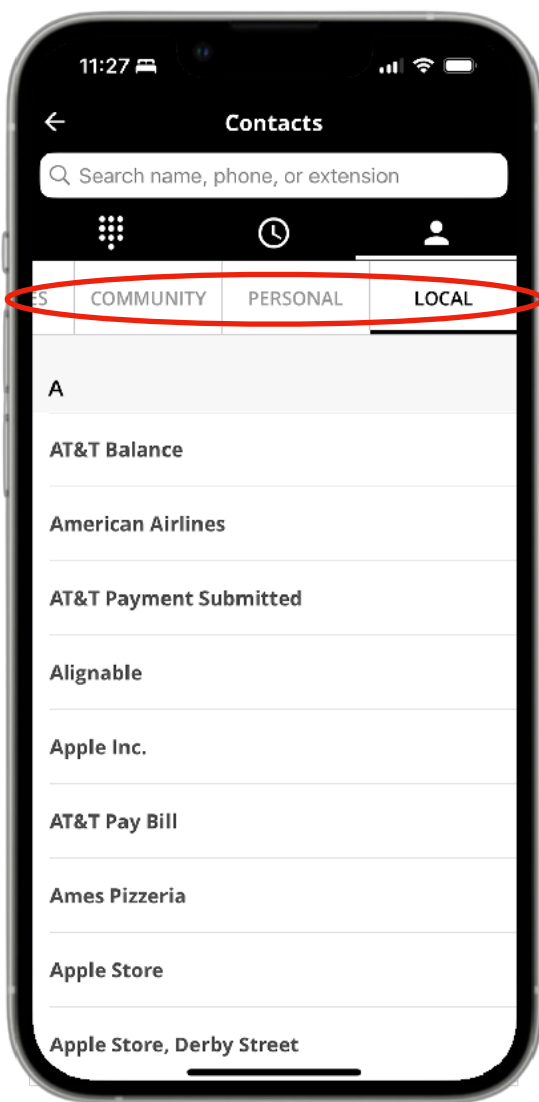 11:27
Contacts
Search name, phone, or extension
ES COMMUNITY PERSONAL LOCAL
A
AT&T Balance
American Airlines
AT&T Payment Submitted
Alignable
Apple Inc.
AT&T Pay Bill
Ames Pizzeria
Apple Store
Apple Store, Derby Street